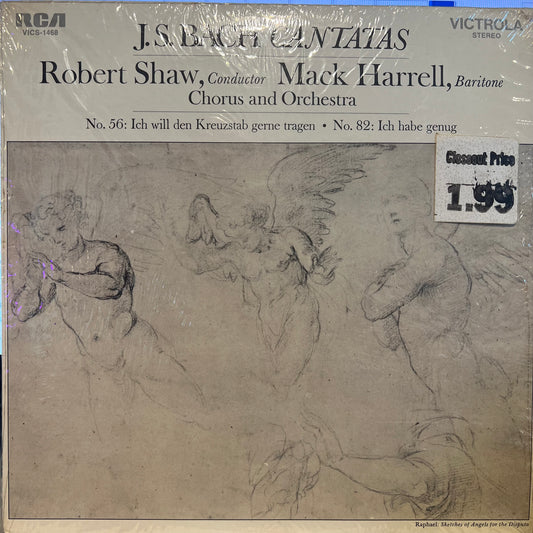 RCA
VICS-1468
VICTROLA
STEREO
J.S. BACH CANTATAS
Robert Shaw, Conductor Mack Harrell, Baritone
Chorus and Orchestra
No. 56: Ich will den Kreuzstab gerne tragen • No. 82: Ich habe genug
Closeout Price
1.99
Raphael: Sketches of Angels for the Disputa